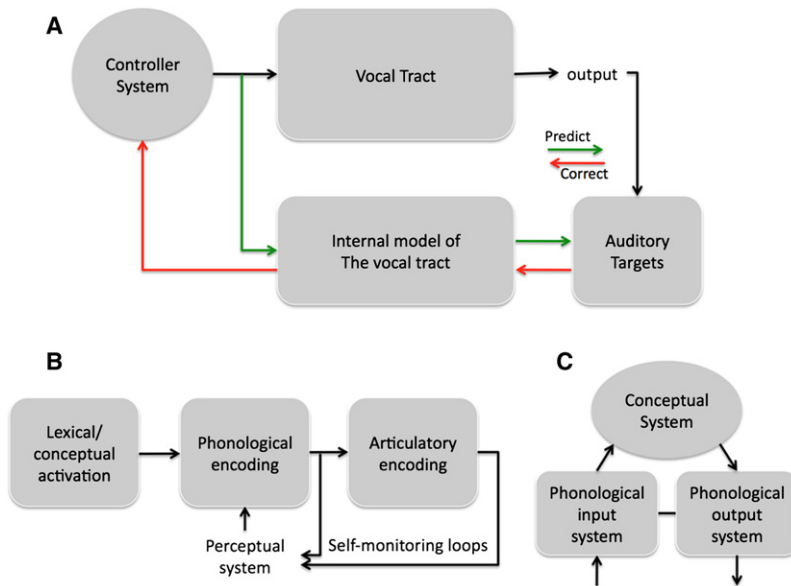 A
Controller
System
Vocal Tract
output
Predict
Correct
Internal model of
The vocal tract
Auditory
Targets
B
Lexical/
conceptual
activation
Phonological
encoding
Articulatory
encoding
Perceptual
system
Self-monitoring loops
C
Conceptual
System
Phonological
input
system
Phonological
output
system